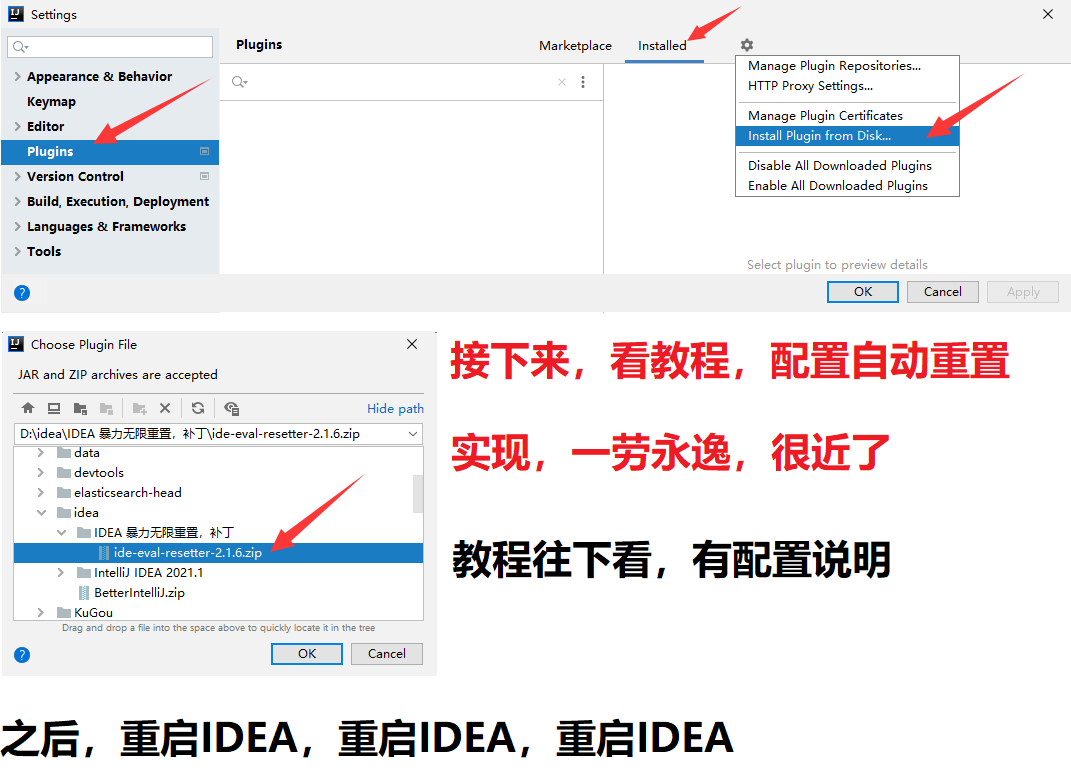 Settings
Plugins
Marketplace
Installed
Appearance & Behavior
Keymap
Editor
Plugins
Version Control
Build, Execution, Deployment
Languages & Frameworks
Tools
Manage Plugin Repositories...
HTTP Proxy Settings...
Manage Plugin Certificates
Install Plugin from Disk...
Disable All Downloaded Plugins
Enable All Downloaded Plugins
Select plugin to preview details
OK
Cancel
Apply
Choose Plugin File
JAR and ZIP archives are accepted
Hide path
D:\idea\IDEA 暴力无限重置，补丁\ide-eval-resetter-2.1.6.zip
data
devtools
elasticsearch-head
idea
IDEA 暴力无限重置，补丁
ide-eval-resetter-2.1.6.zip
IntelliJ IDEA 2021.1
BetterIntelliJ.zip
KuGou
Drag and drop a file into the space above to quickly locate it in the tree
OK
Cancel
接下来，看教程，配置自动重置
实现，一劳永逸，很近了
教程往下看，有配置说明
之后，重启IDEA，重启IDEA，重启IDEA